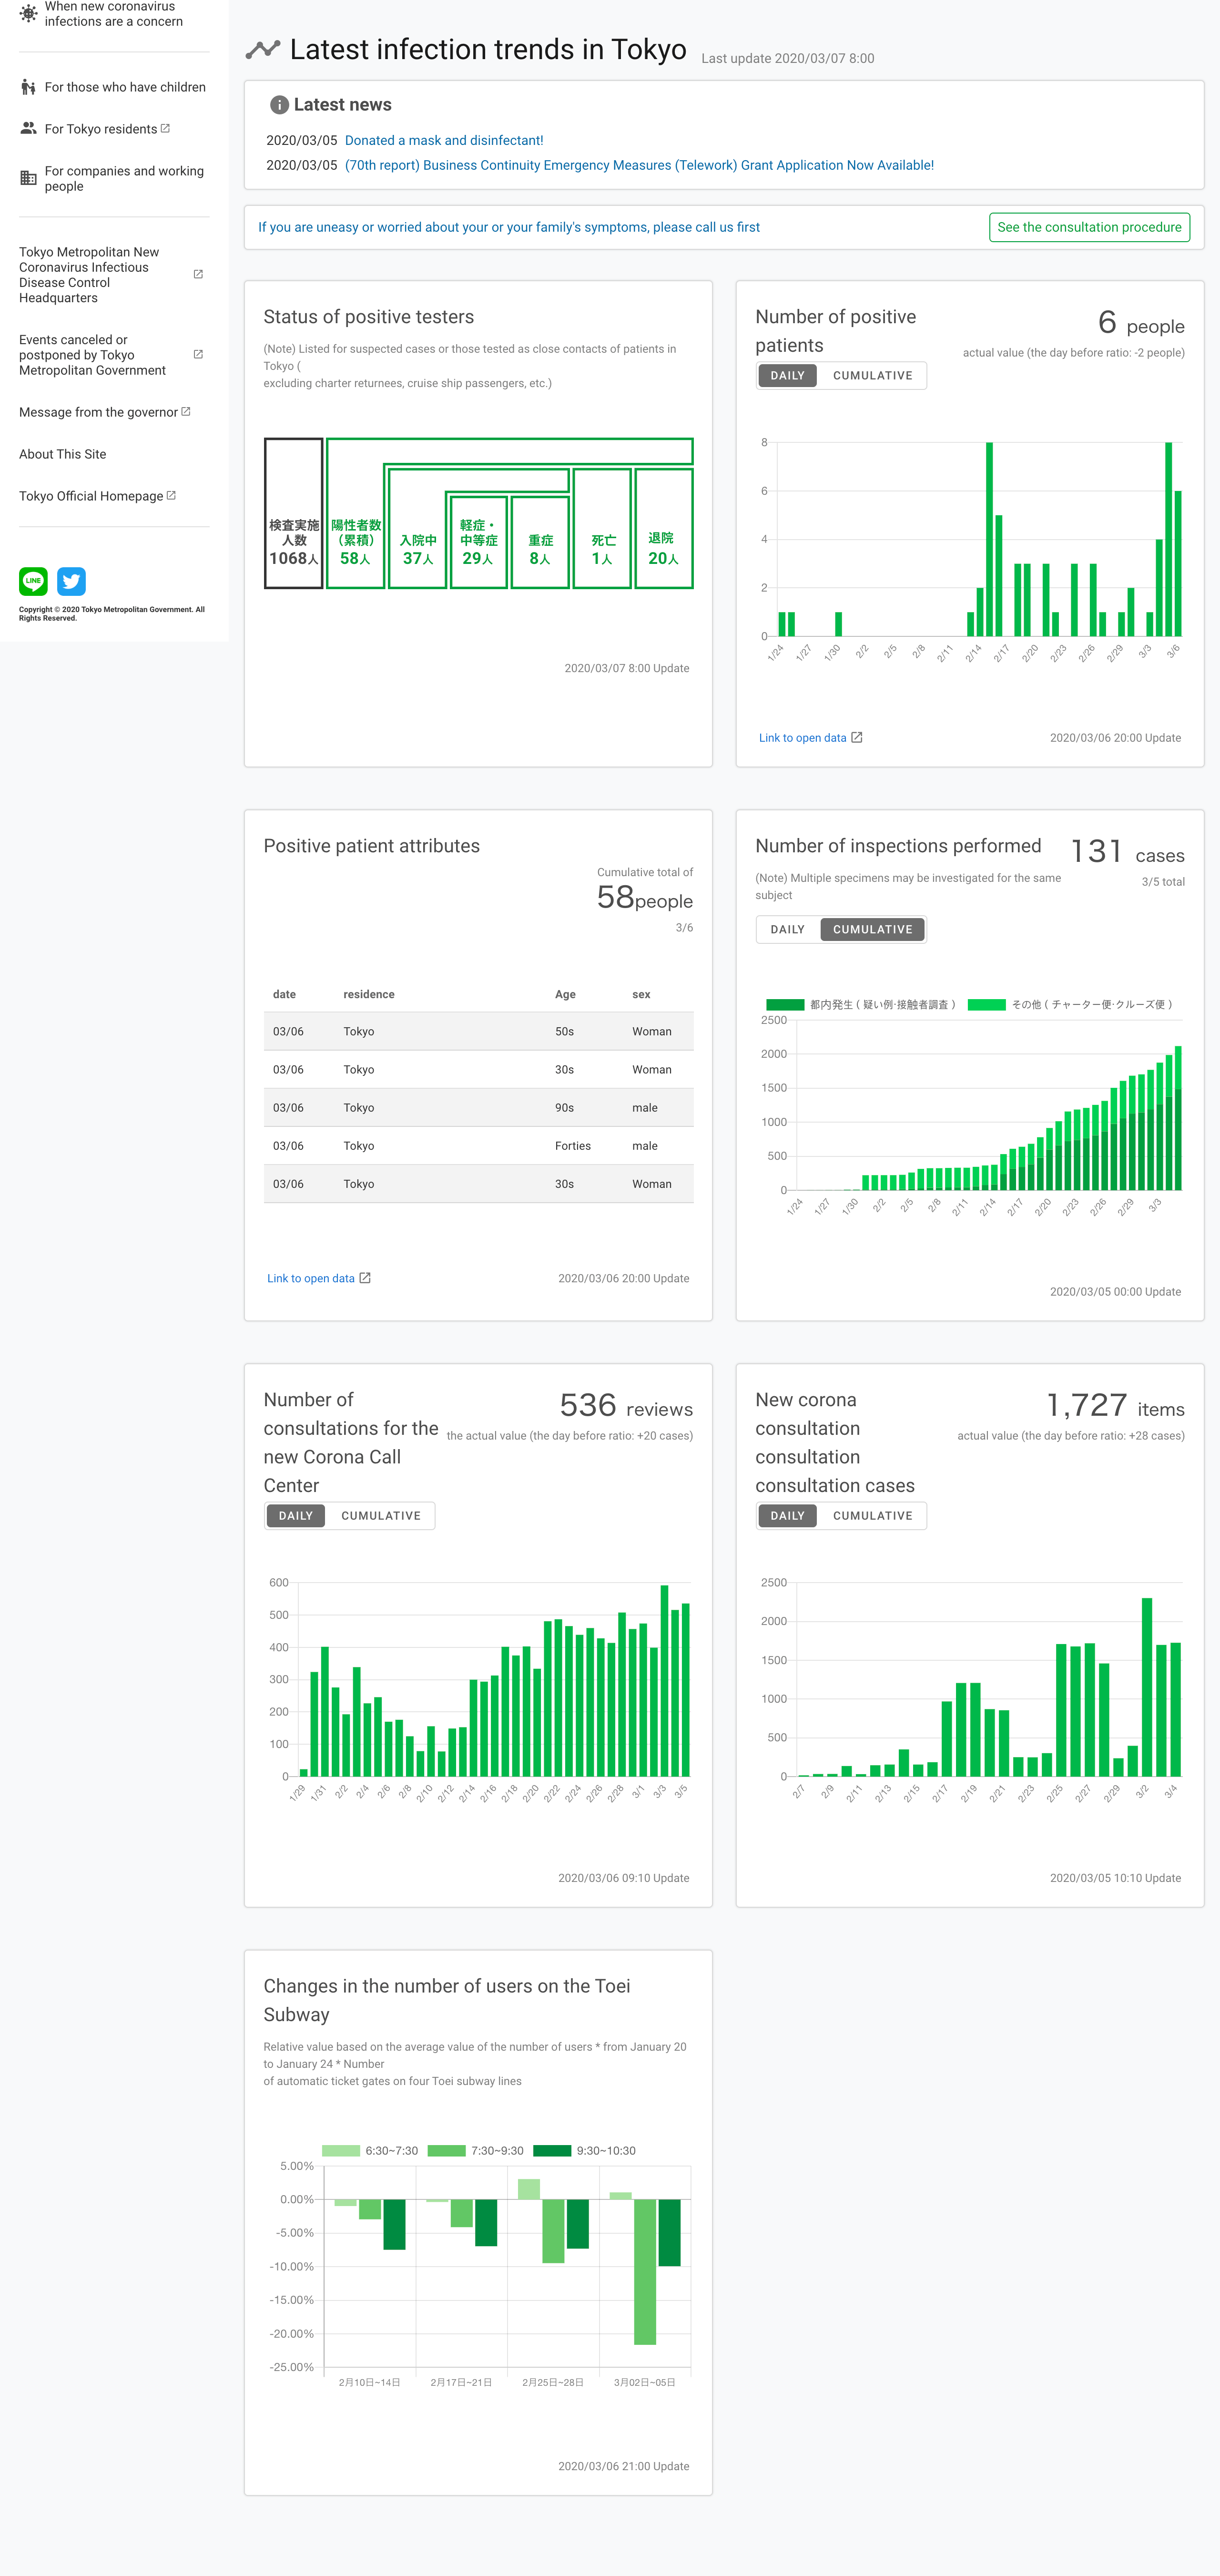 When new coronavirus
infections are a concern
For those who have children
For Tokyo residents
For companies and working
people
Tokyo Metropolitan New
Coronavirus Infectious
Disease Control
Headquarters
Events canceled or
postponed by Tokyo
Metropolitan Government
Message from the governor
About This Site
Tokyo Official Homepage
LINE
Copyright © 2020 Tokyo Metropolitan Government. All
Rights Reserved.
Latest infection trends in Tokyo Last update 2020/03/07 8:00
Latest news
2020/03/05 Donated a mask and disinfectant!
2020/03/05 (70th report) Business Continuity Emergency Measures (Telework) Grant Application Now Available!
If you are uneasy or worried about your or your family's symptoms, please call us first
See the consultation procedure
Status of positive testers
(Note) Listed for suspected cases or those tested as close contacts of patients in
Tokyo (
excluding charter returnees, cruise ship passengers, etc.)
検査実施
人数
1068人
陽性者数
（累積）
58人
入院中
37人
軽症・
中等症
29人
重症
8人
死亡
1人
退院
20人
2020/03/07 8:00 Update
Number of positive
patients
6 people
actual value (the day before ratio: -2 people)
DAILY CUMULATIVE
8
6
4
2
0
1/24 1/27 1/30 2/2 2/5 2/8 2/11 2/14 2/17 2/20 2/23 2/26 2/29 3/3 3/6
Link to open data
2020/03/06 20:00 Update
Positive patient attributes
Cumulative total of
58people
3/6
date residence Age sex
03/06 Tokyo 50s Woman
03/06 Tokyo 30s Woman
03/06 Tokyo 90s male
03/06 Tokyo Forties male
03/06 Tokyo 30s Woman
Link to open data
2020/03/06 20:00 Update
Number of inspections performed
131 cases
(Note) Multiple specimens may be investigated for the same
subject
3/5 total
DAILY CUMULATIVE
都内発生 ( 疑い例·接触者調査 ) その他 ( チャーター便·クルーズ便 )
2500
2000
1500
1000
500
0
1/24 1/27 1/30 2/2 2/5 2/8 2/11 2/14 2/17 2/20 2/23 2/26 2/29 3/3
2020/03/05 00:00 Update
Number of
consultations for the
new Corona Call
Center
536 reviews
the actual value (the day before ratio: +20 cases)
DAILY CUMULATIVE
600
500
400
300
200
100
0
1/29 1/31 2/2 2/4 2/6 2/8 2/10 2/12 2/14 2/16 2/18 2/20 2/22 2/24 2/26 2/28 3/1 3/3 3/5
2020/03/06 09:10 Update
New corona
consultation
consultation
consultation cases
1,727 items
actual value (the day before ratio: +28 cases)
DAILY CUMULATIVE
2500
2000
1500
1000
500
0
2/7 2/9 2/11 2/13 2/15 2/17 2/19 2/21 2/23 2/25 2/27 2/29 3/2 3/4
2020/03/05 10:10 Update
Changes in the number of users on the Toei
Subway
Relative value based on the average value of the number of users * from January 20
to January 24 * Number
of automatic ticket gates on four Toei subway lines
6:30~7:30 7:30~9:30 9:30~10:30
5.00%
0.00%
-5.00%
-10.00%
-15.00%
-20.00%
-25.00%
2月10日~14日 2月17日~21日 2月25日~28日 3月02日~05日
2020/03/06 21:00 Update